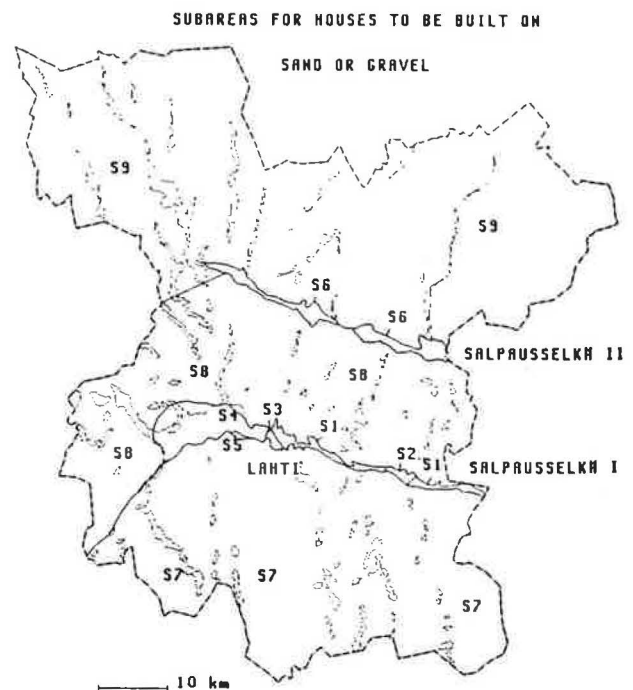 SUBAREAS FOR HOUSES TO BE BUILT ON
SAND OR GRAVEL
S9
S9
S6
S6
SALPAUSSELKÄ II
S8
S8
S3
S4
S1
S5
S2
S1
S8
LAHTI
SALPAUSSELKÄ I
S7
S7
S7
10 km